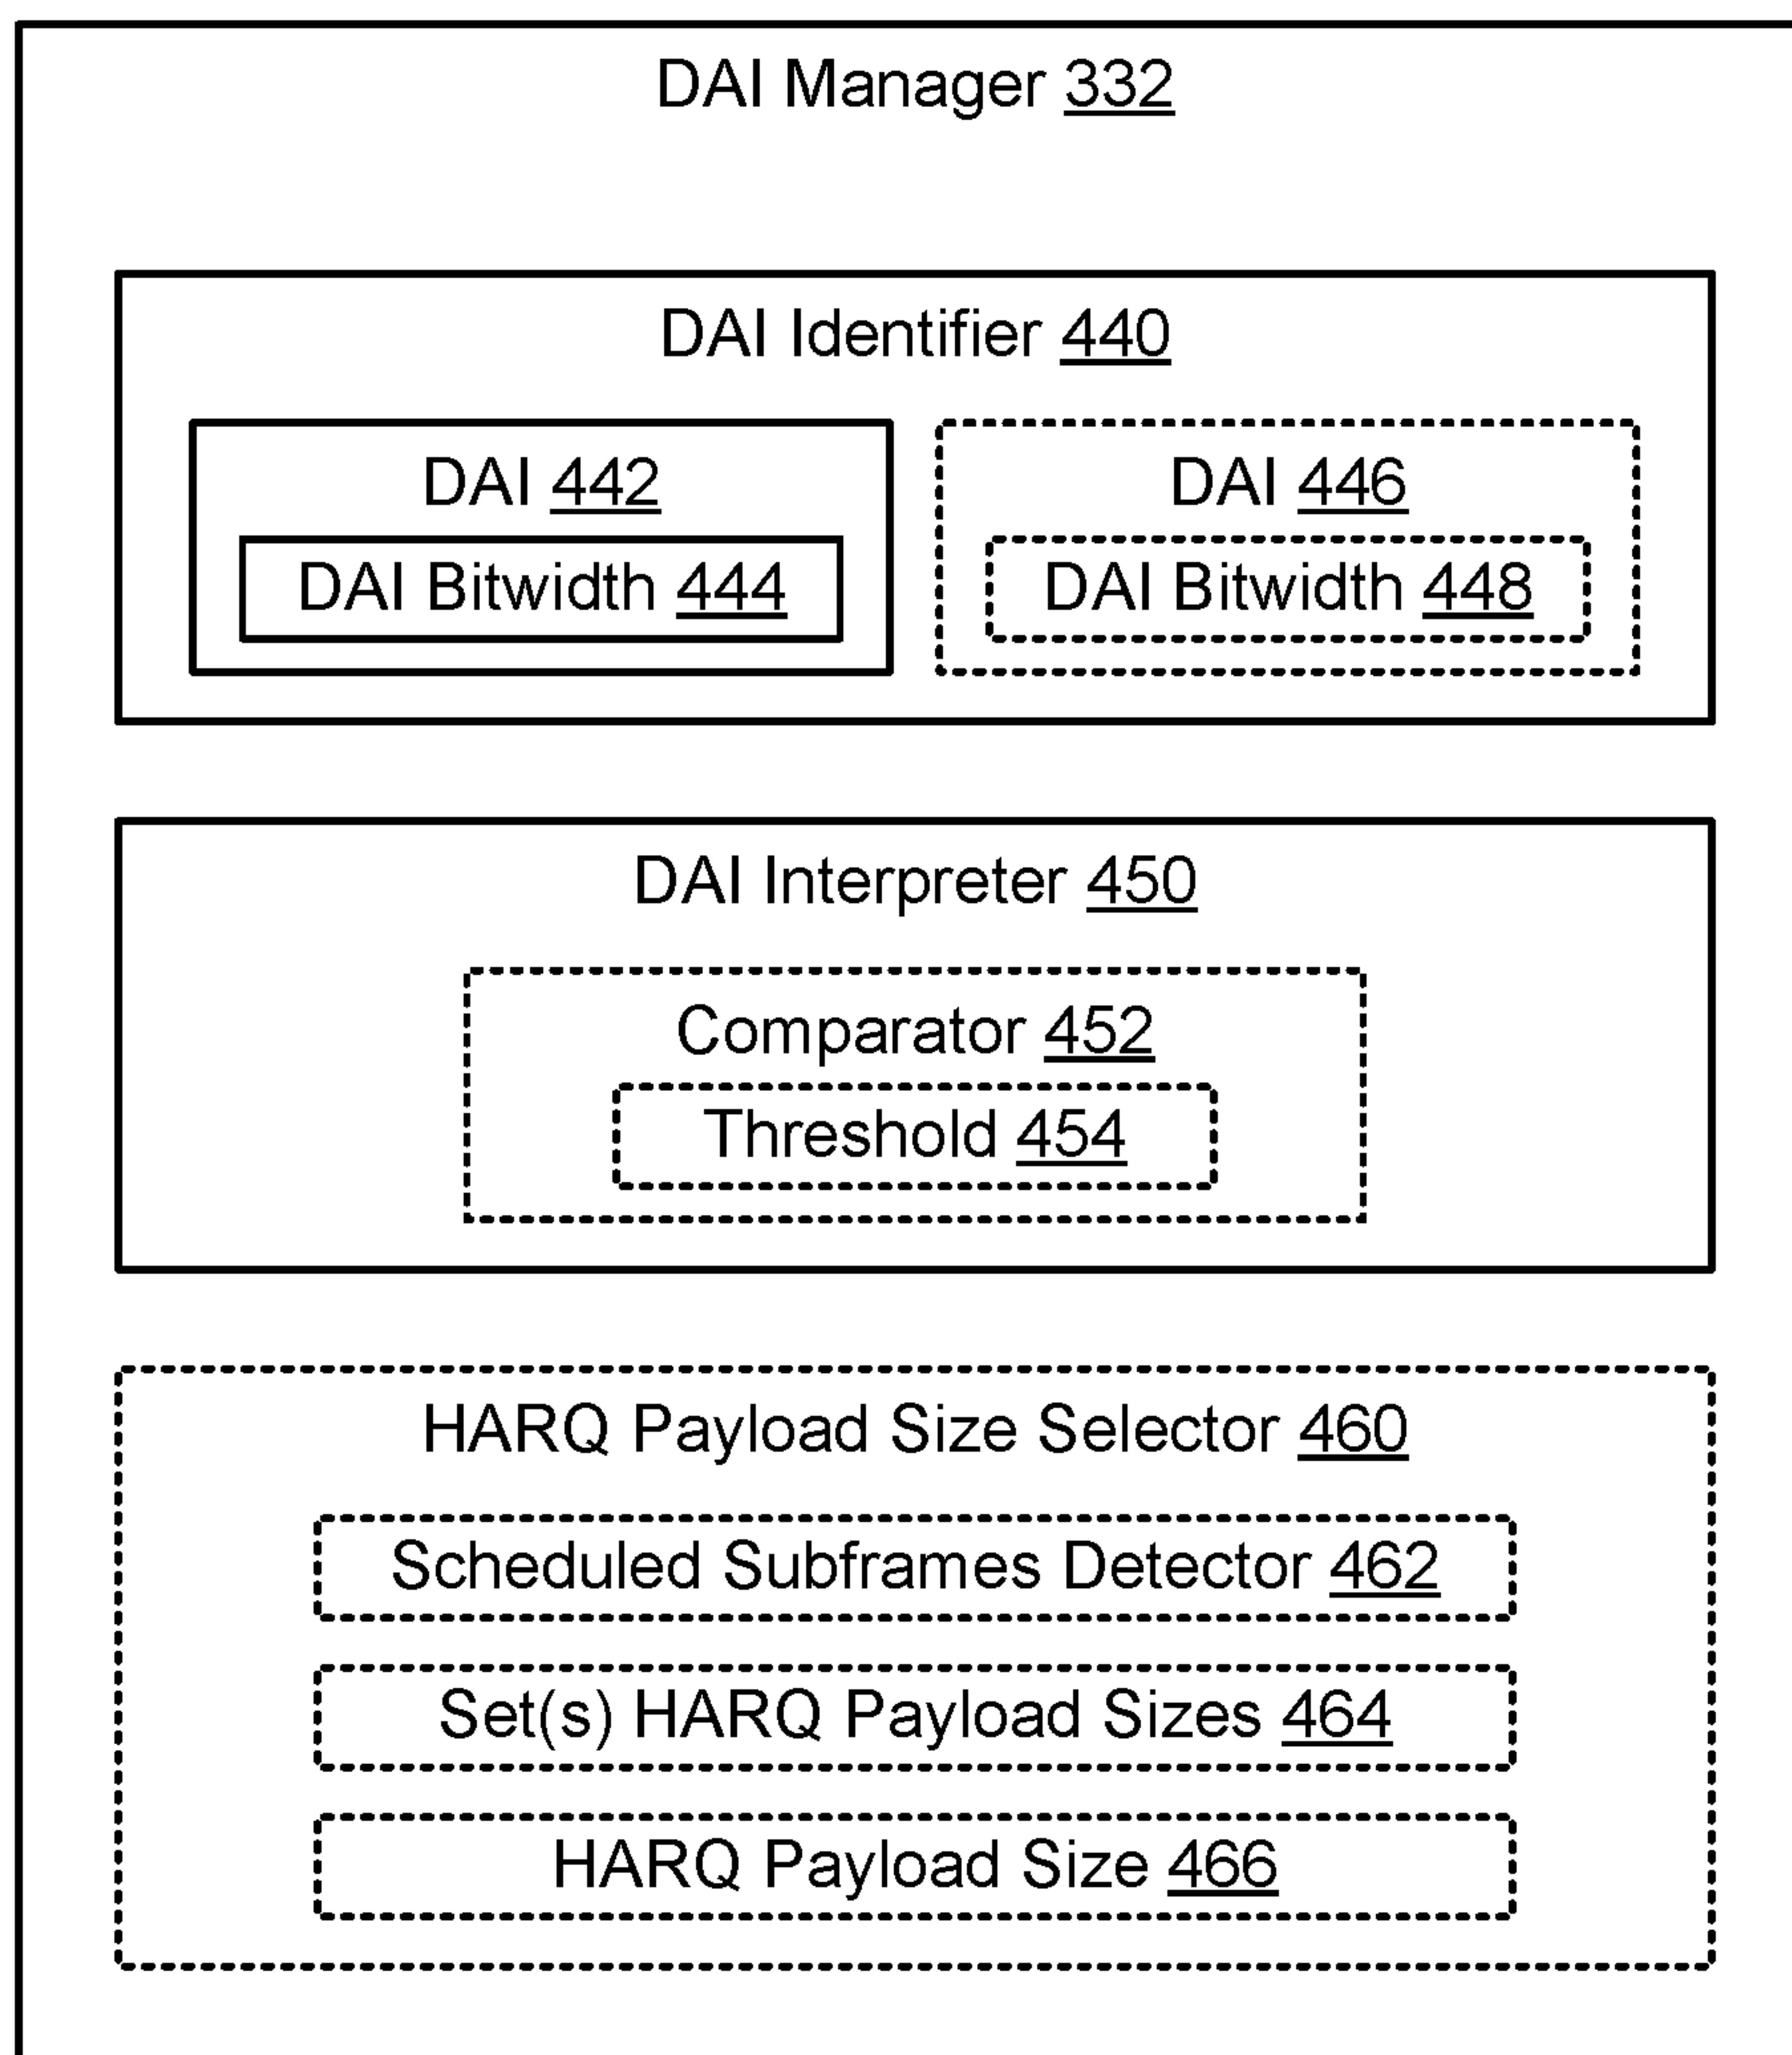 DAI Manager 332
DAI Identifier 440
DAI 442
DAI Bitwidth 444
DAI 446
DAI Bitwidth 448
DAI Interpreter 450
Comparator 452
Threshold 454
HARQ Payload Size Selector 460
Scheduled Subframes Detector 462
Set(s) HARQ Payload Sizes 464
HARQ Payload Size 466